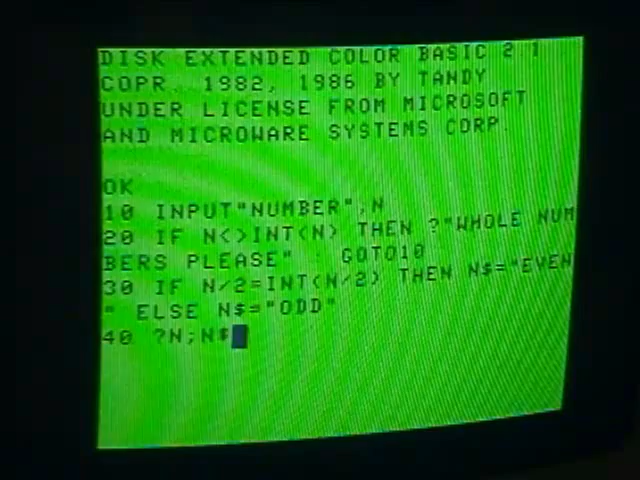 DISK EXTENDED COLOR BASIC 2.1
COPR. 1982, 1986 BY TANDY
UNDER LICENSE FROM MICROSOFT
AND MICROWARE SYSTEMS CORP.
OK
10 INPUT"NUMBER";N
20 IF N<>INT(N) THEN ?"WHOLE NUM
BERS PLEASE" : GOTO10
30 IF N/2=INT(N/2) THEN N$="EVEN
" ELSE N$="ODD"
40 ?N;N$